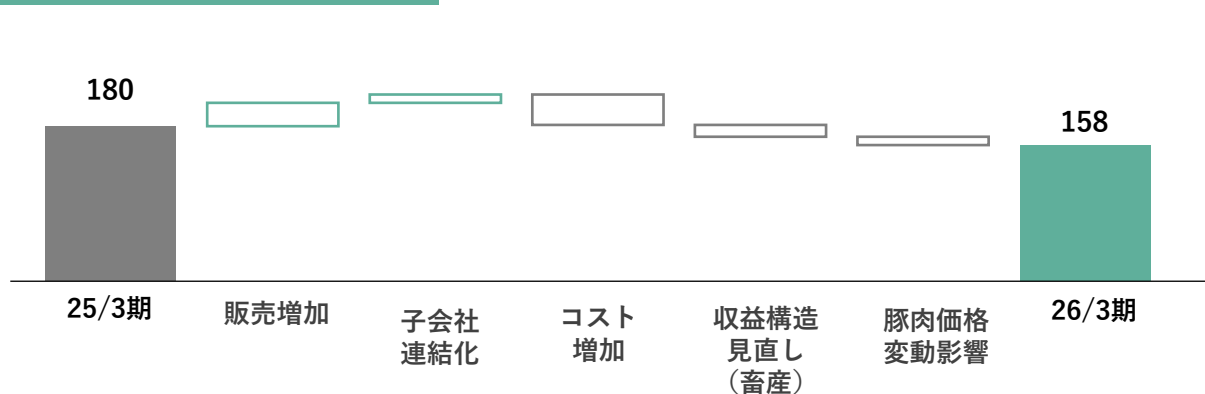 180
158
25/3期
販売増加
子会社
連結化
コスト
増加
収益構造
見直し
（畜産）
豚肉価格
変動影響
26/3期